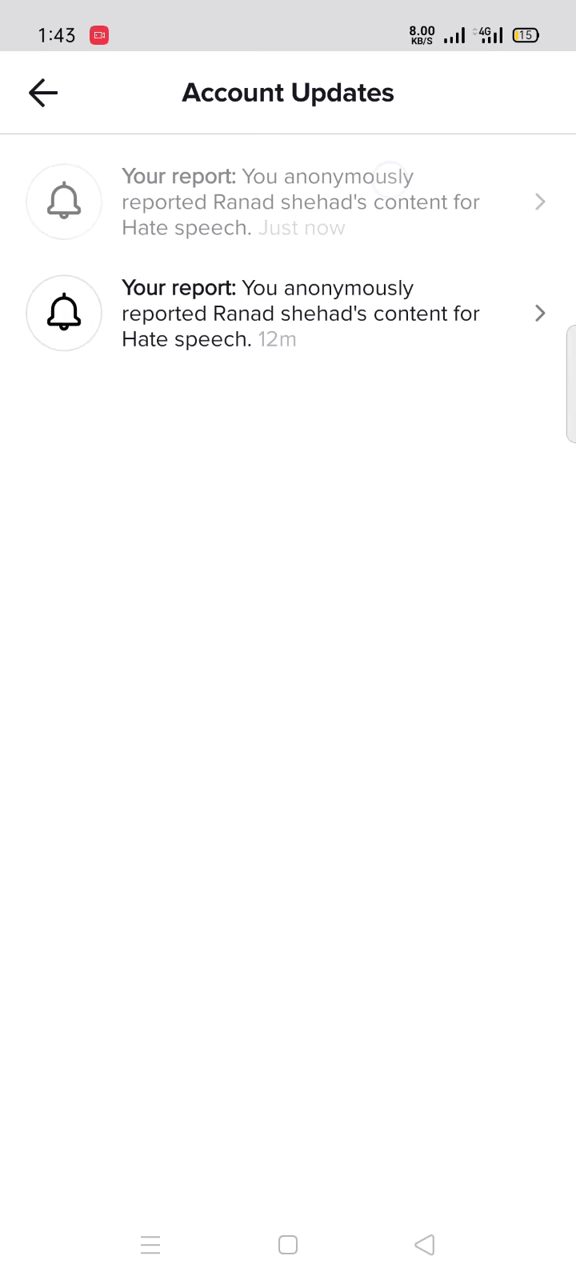 1:43
8.00
KB/S
4G
15
Account Updates
Your report: You anonymously
reported Ranad shehad's content for
Hate speech. Just now
Your report: You anonymously
reported Ranad shehad's content for
Hate speech. 12m